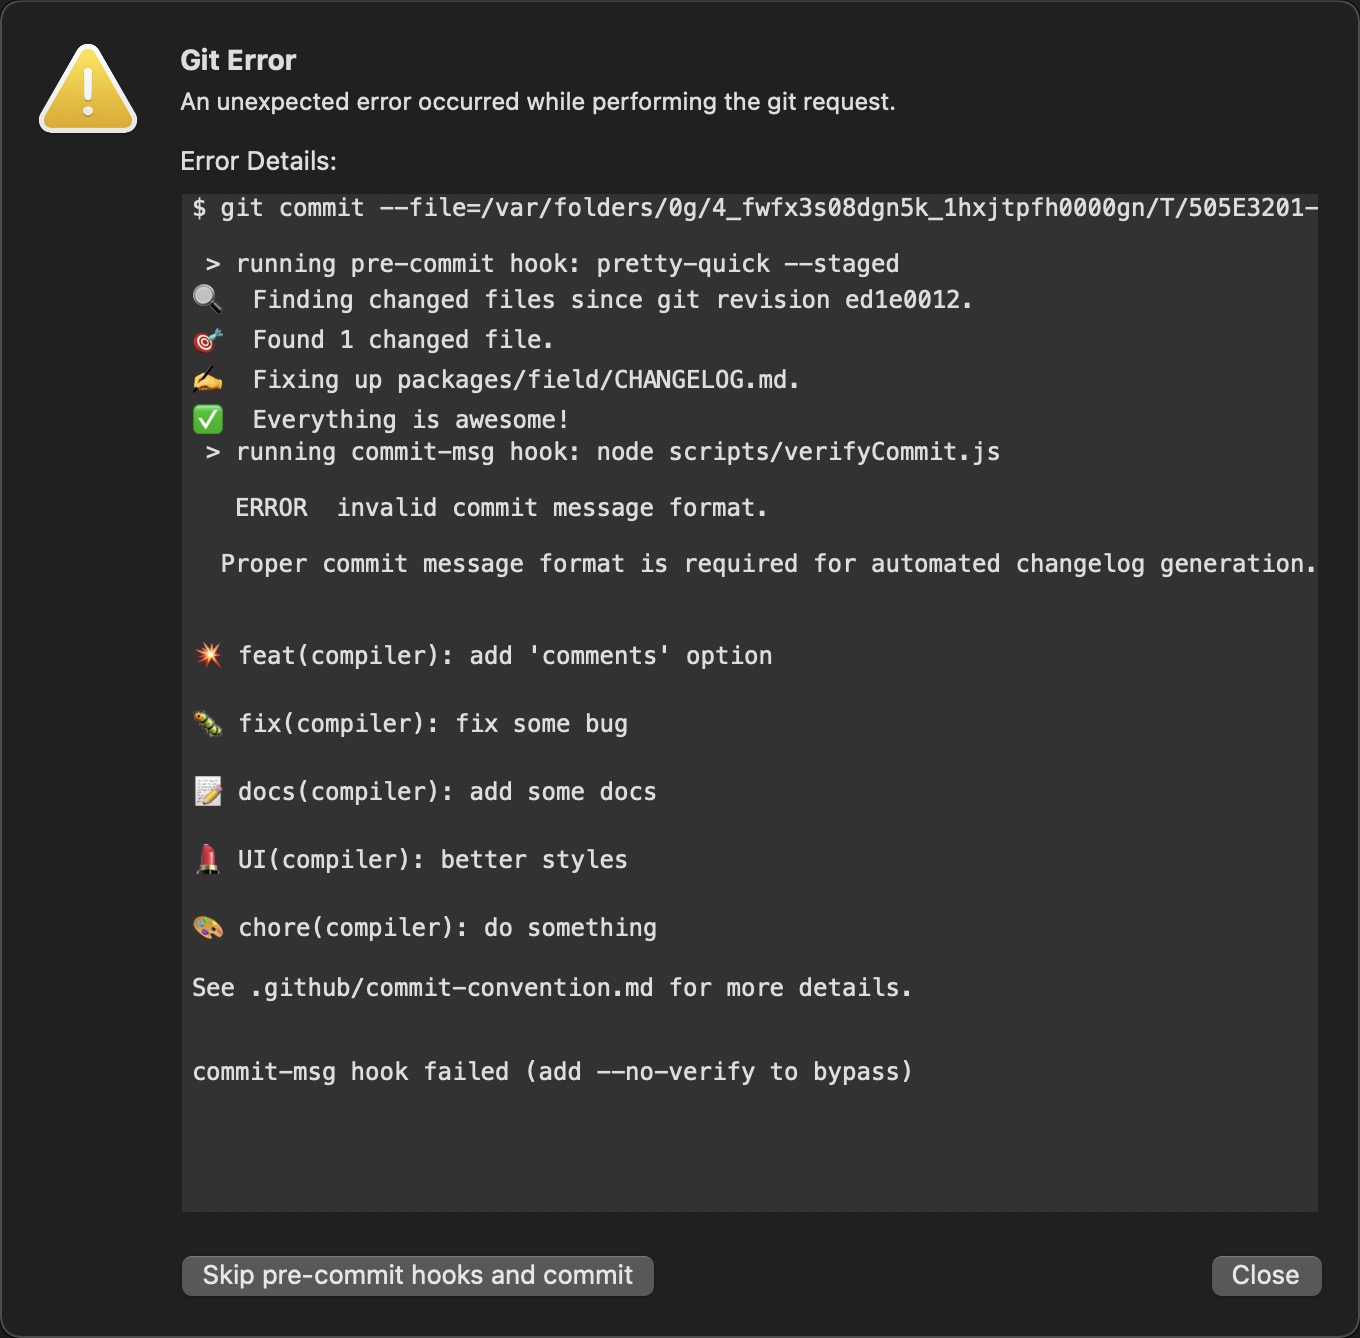 Git Error
An unexpected error occurred while performing the git request.
Error Details:
$ git commit --file=/var/folders/0g/4_fwfx3s08dgn5k_1hxjtpfh0000gn/T/505E3201-
> running pre-commit hook: pretty-quick --staged
🔍 Finding changed files since git revision ed1e0012.
🎯 Found 1 changed file.
✍️ Fixing up packages/field/CHANGELOG.md.
✅ Everything is awesome!
> running commit-msg hook: node scripts/verifyCommit.js
ERROR invalid commit message format.
Proper commit message format is required for automated changelog generation.
💥 feat(compiler): add 'comments' option
🐛 fix(compiler): fix some bug
📝 docs(compiler): add some docs
💄 UI(compiler): better styles
🎨 chore(compiler): do something
See .github/commit-convention.md for more details.
commit-msg hook failed (add --no-verify to bypass)
Skip pre-commit hooks and commit
Close